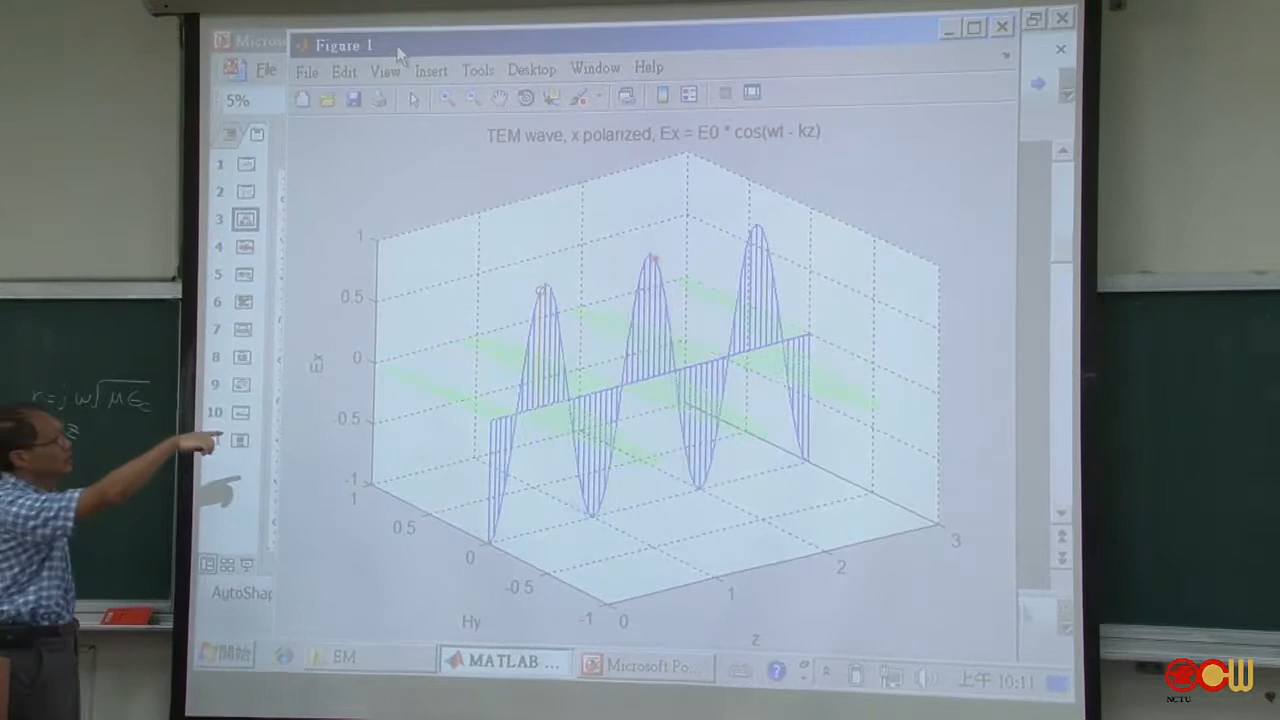 Figure 1
File Edit View Insert Tools Desktop Window Help
File
5%
TEM wave, x polarized, Ex = E0 * cos(wt - kz)
1
2
3
4
5
6
7
8
9
10
1
0.5
0
-0.5
-1
Ex
1
0.5
0
-0.5
-1
Hy
0
1
2
3
z
AutoShap
開始
EM
MATLAB ...
Microsoft Po...
上午 10:11
NCTU
OCW